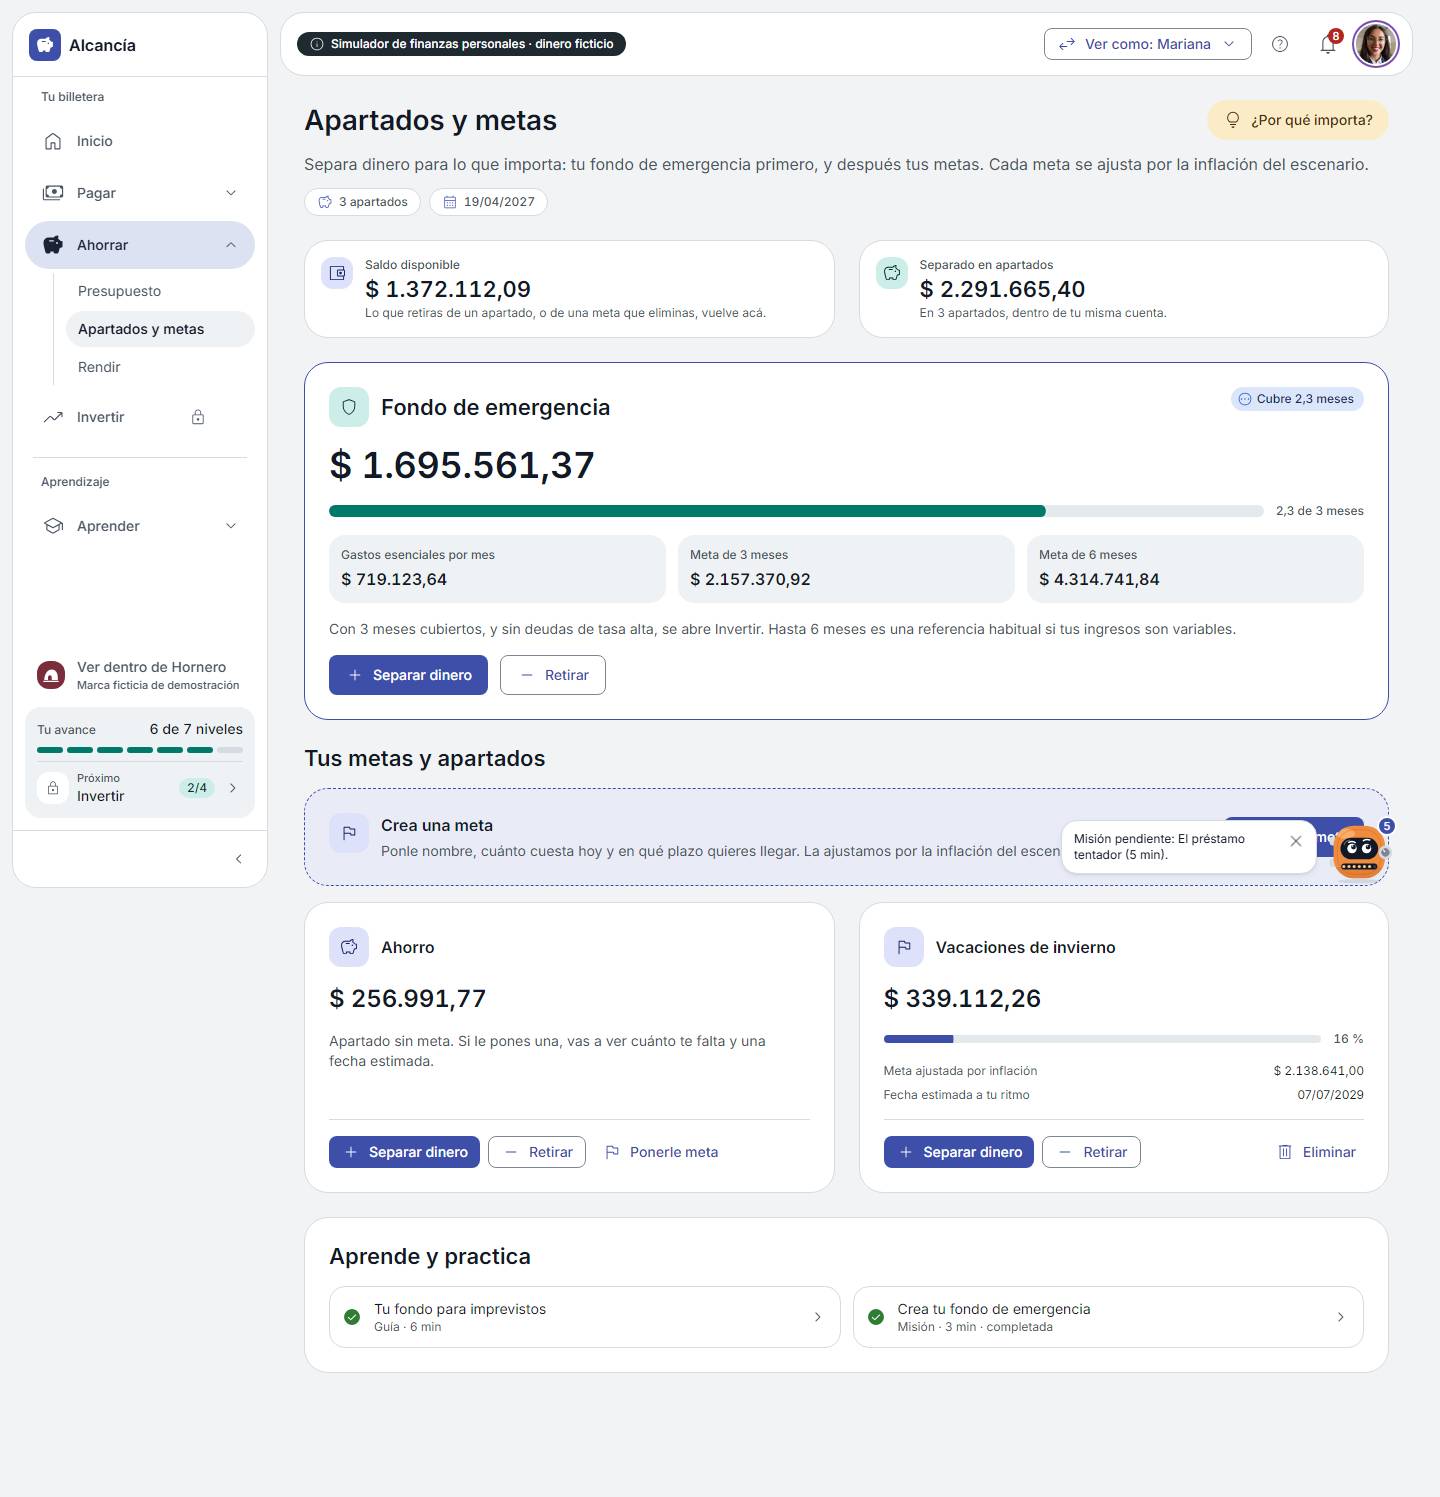 Alcancía
Tu billetera
Inicio
Pagar
Ahorrar
Presupuesto
Apartados y metas
Rendir
Invertir
Aprendizaje
Aprender
Ver dentro de Hornero
Marca ficticia de demostración
Tu avance
6 de 7 niveles
Próximo
Invertir
2/4
Simulador de finanzas personales · dinero ficticio
Ver como: Mariana
8
Apartados y metas
¿Por qué importa?
Separa dinero para lo que importa: tu fondo de emergencia primero, y después tus metas. Cada meta se ajusta por la inflación del escenario.
3 apartados
19/04/2027
Saldo disponible
$ 1.372.112,09
Lo que retiras de un apartado, o de una meta que eliminas, vuelve acá.
Separado en apartados
$ 2.291.665,40
En 3 apartados, dentro de tu misma cuenta.
Fondo de emergencia
Cubre 2,3 meses
$ 1.695.561,37
2,3 de 3 meses
Gastos esenciales por mes
$ 719.123,64
Meta de 3 meses
$ 2.157.370,92
Meta de 6 meses
$ 4.314.741,84
Con 3 meses cubiertos, y sin deudas de tasa alta, se abre Invertir. Hasta 6 meses es una referencia habitual si tus ingresos son variables.
Separar dinero
Retirar
Tus metas y apartados
Crea una meta
Ponle nombre, cuánto cuesta hoy y en qué plazo quieres llegar. La ajustamos por la inflación del escen
Misión pendiente: El préstamo
tentador (5 min).
5
Ahorro
$ 256.991,77
Apartado sin meta. Si le pones una, vas a ver cuánto te falta y una
fecha estimada.
Separar dinero
Retirar
Ponerle meta
Vacaciones de invierno
$ 339.112,26
16 %
Meta ajustada por inflación
$ 2.138.641,00
Fecha estimada a tu ritmo
07/07/2029
Separar dinero
Retirar
Eliminar
Aprende y practica
Tu fondo para imprevistos
Guía · 6 min
Crea tu fondo de emergencia
Misión · 3 min · completada